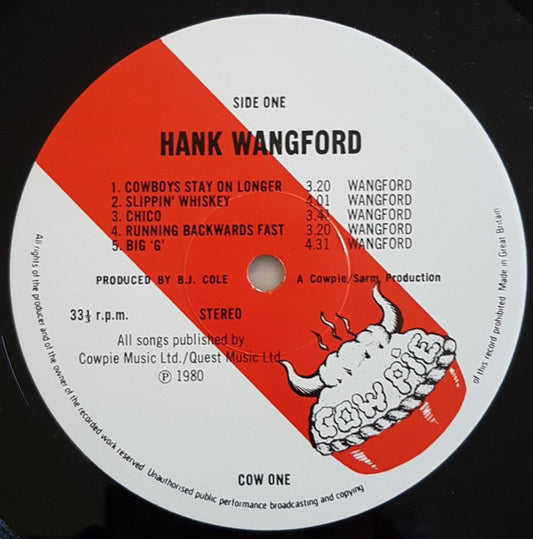 SIDE ONE
HANK WANGFORD
1. COWBOYS STAY ON LONGER 3.20 WANGFORD
2. SLIPPIN' WHISKEY 4.01 WANGFORD
3. CHICO 3.41 WANGFORD
4. RUNNING BACKWARDS FAST 3.20 WANGFORD
5. BIG 'G' 4.31 WANGFORD
PRODUCED BY B.J. COLE A Cowpie/Sarm Production
33⅓ r.p.m. STEREO
All songs published by
Cowpie Music Ltd./Quest Music Ltd.
℗ 1980
COW PIE
COW ONE
All rights of the producer and of the owner of the recorded work reserved Unauthorised public performance broadcasting and copying of this record prohibited Made in Great Britain